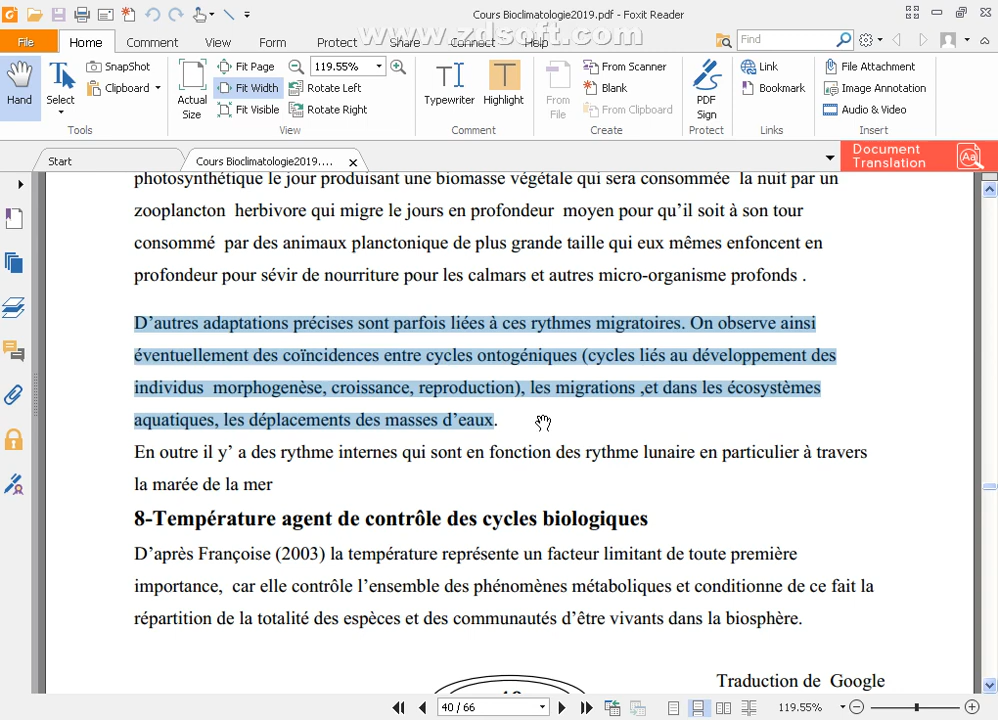 Cours Bioclimatologie2019.pdf - Foxit Reader
www.zdsoft.com
File Home Comment View Form Protect Share Connect Help Find
Hand
Select
SnapShot
Clipboard
Tools
Actual Size
Fit Page
Fit Width
Fit Visible
119.55%
Rotate Left
Rotate Right
View
Typewriter
Highlight
Comment
From File
From Scanner
Blank
From Clipboard
Create
PDF Sign
Protect
Link
Bookmark
Links
File Attachment
Image Annotation
Audio & Video
Insert
Start
Cours Bioclimatologie2019....
Document Translation
photosynthétique le jour produisant une biomasse végétale qui sera consommée la nuit par un
zooplancton herbivore qui migre le jours en profondeur moyen pour qu'il soit à son tour
consommé par des animaux planctonique de plus grande taille qui eux mêmes enfoncent en
profondeur pour sévir de nourriture pour les calmars et autres micro-organisme profonds .
D'autres adaptations précises sont parfois liées à ces rythmes migratoires. On observe ainsi
éventuellement des coïncidences entre cycles ontogéniques (cycles liés au développement des
individus morphogenèse, croissance, reproduction), les migrations ,et dans les écosystèmes
aquatiques, les déplacements des masses d'eaux.
En outre il y' a des rythme internes qui sont en fonction des rythme lunaire en particulier à travers
la marée de la mer
8-Température agent de contrôle des cycles biologiques
D'après Françoise (2003) la température représente un facteur limitant de toute première
importance, car elle contrôle l'ensemble des phénomènes métaboliques et conditionne de ce fait la
répartition de la totalité des espèces et des communautés d'être vivants dans la biosphère.
Traduction de Google
40 / 66
119.55%